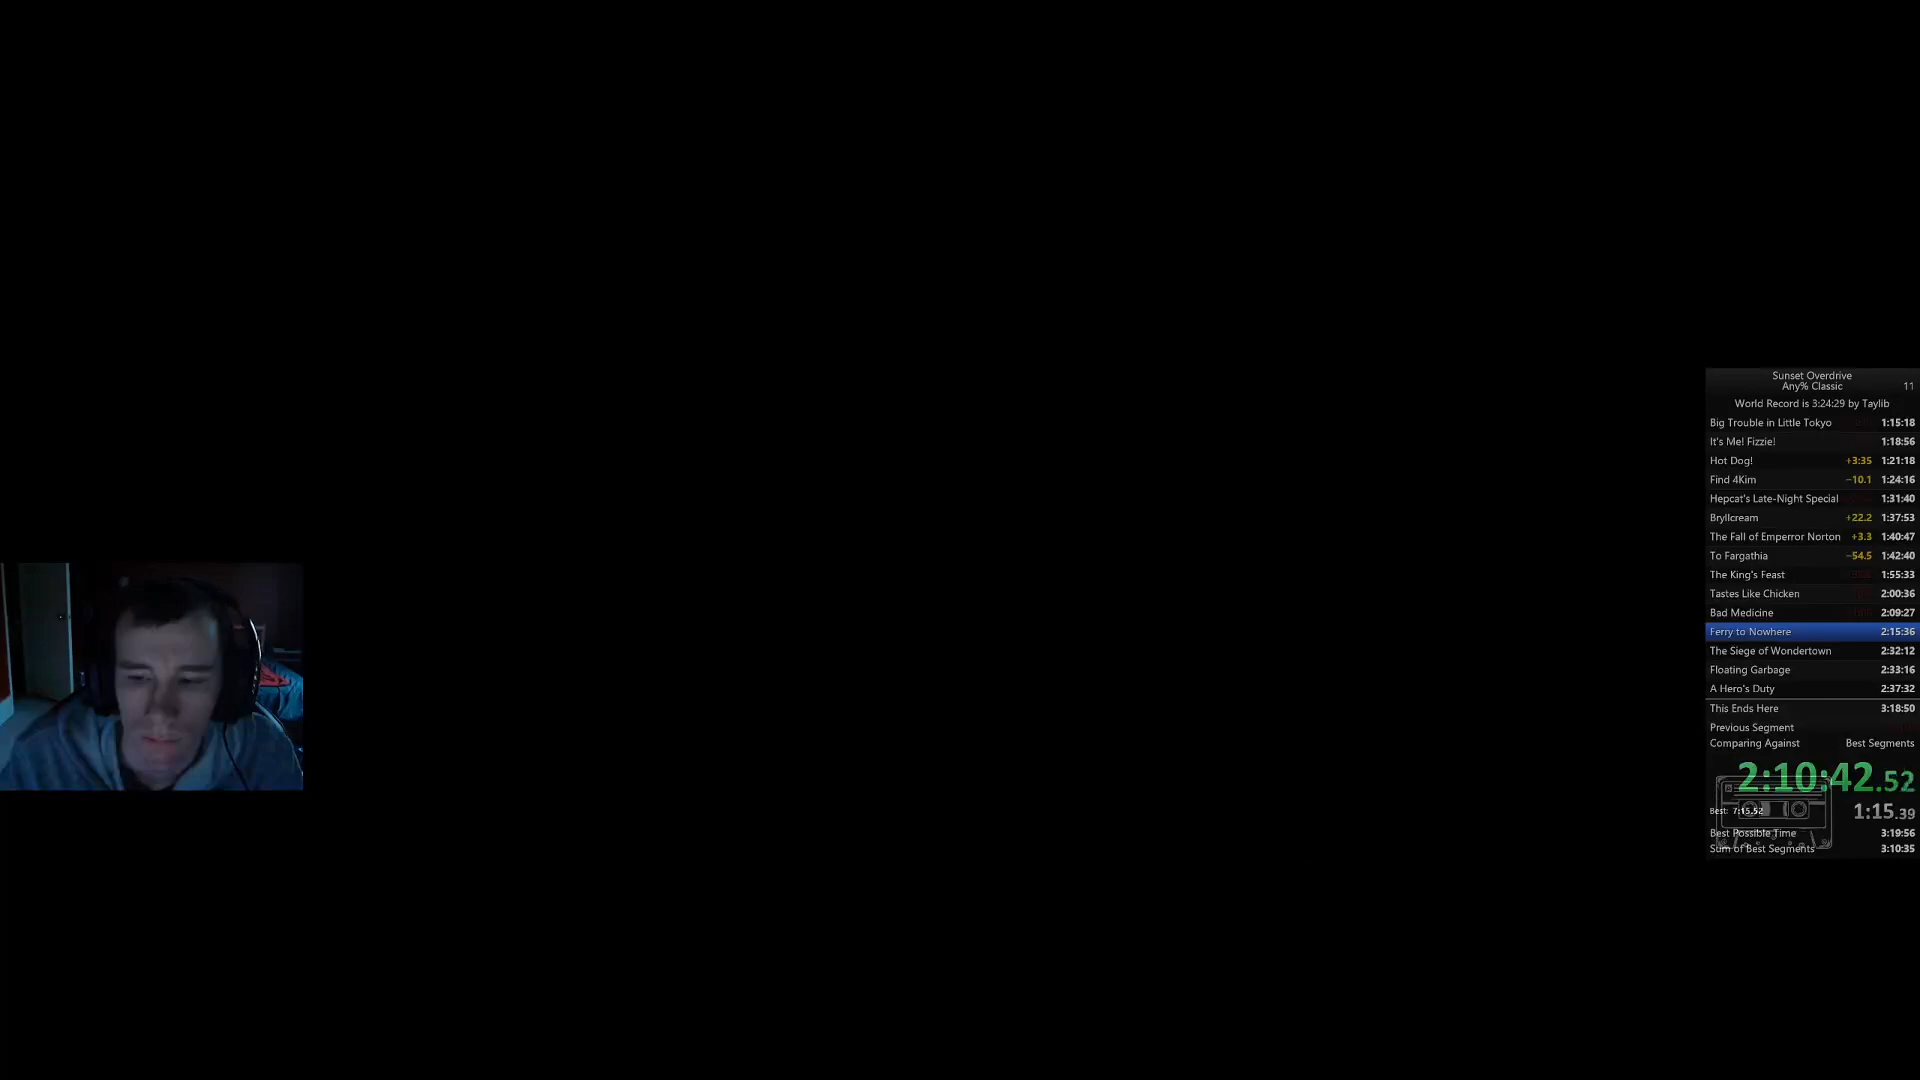 Sunset Overdrive
Any% Classic 11
World Record is 3:24:29 by Taylib
Big Trouble in Little Tokyo 1:15:18
It's Me! Fizzie! 1:18:56
Hot Dog! +3:35 1:21:18
Find 4Kim −10.1 1:24:16
Hepcat's Late-Night Special 1:31:40
Bryllcream +22.2 1:37:53
The Fall of Emperror Norton +3.3 1:40:47
To Fargathia −54.5 1:42:40
The King's Feast 1:55:33
Tastes Like Chicken 2:00:36
Bad Medicine 2:09:27
Ferry to Nowhere 2:15:36
The Siege of Wondertown 2:32:12
Floating Garbage 2:33:16
A Hero's Duty 2:37:32
This Ends Here 3:18:50
Previous Segment
Comparing Against Best Segments
2:10:42.52
Best: 7:15.52 1:15.39
Best Possible Time 3:19:56
Sum of Best Segments 3:10:35